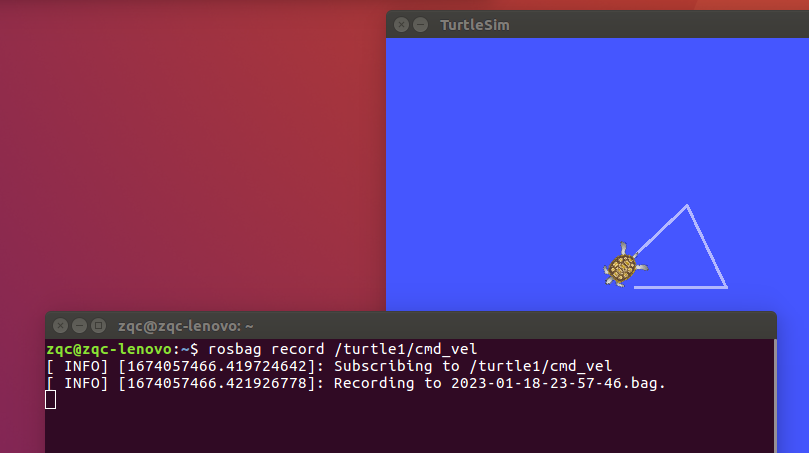 TurtleSim
zqc@zqc-lenovo: ~
zqc@zqc-lenovo:~$ rosbag record /turtle1/cmd_vel
[ INFO] [1674057466.419724642]: Subscribing to /turtle1/cmd_vel
[ INFO] [1674057466.421926778]: Recording to 2023-01-18-23-57-46.bag.